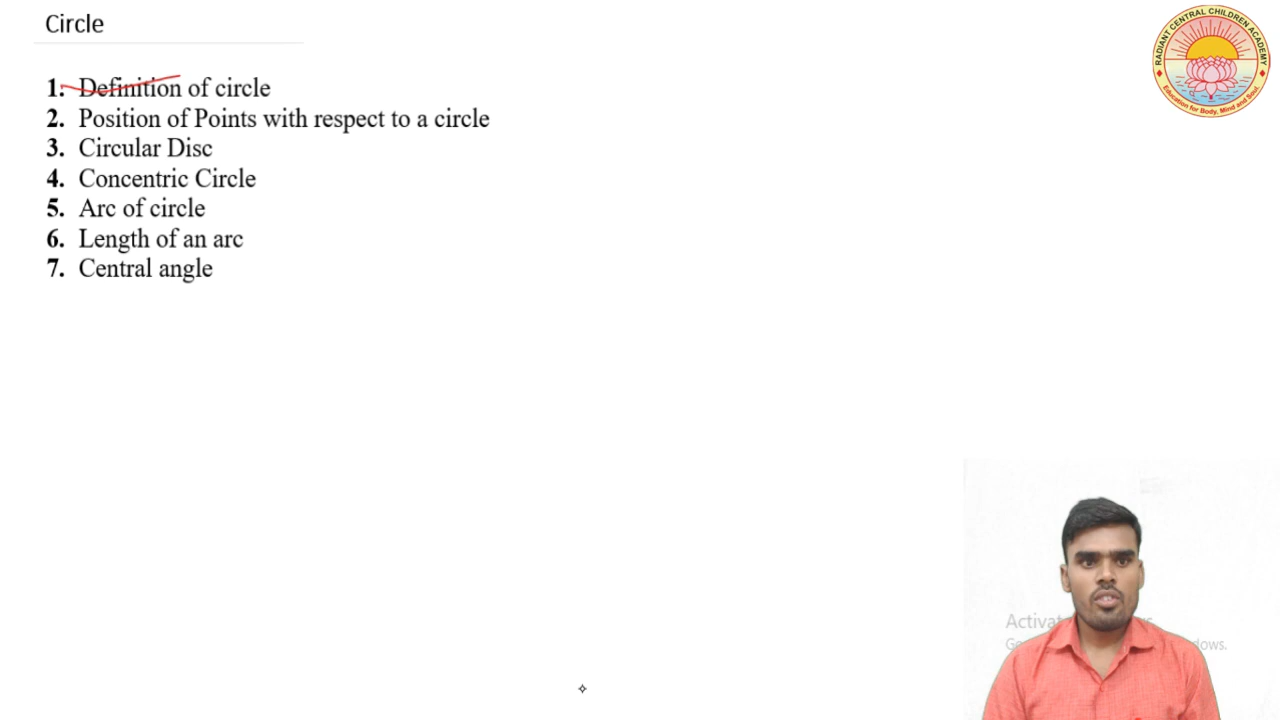 Circle
RADIANT CENTRAL CHILDREN ACADEMY
Education for Body, Mind and Soul.
1. Definition of circle
2. Position of Points with respect to a circle
3. Circular Disc
4. Concentric Circle
5. Arc of circle
6. Length of an arc
7. Central angle